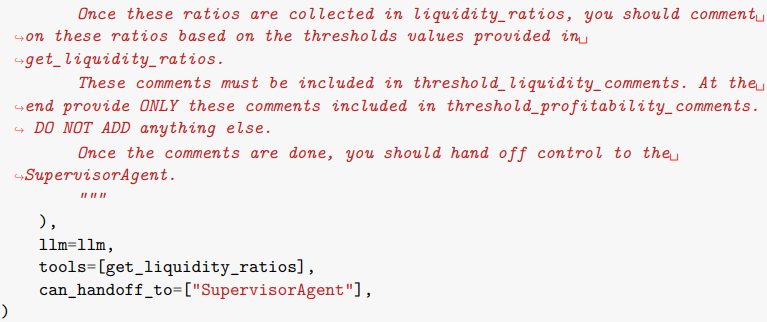 Once these ratios are collected in liquidity_ratios, you should comment␣
↪on these ratios based on the thresholds values provided in␣
↪get_liquidity_ratios.
These comments must be included in threshold_liquidity_comments. At the␣
↪end provide ONLY these comments included in threshold_profitability_comments.
↪ DO NOT ADD anything else.
Once the comments are done, you should hand off control to the␣
↪SupervisorAgent.
"""
),
llm=llm,
tools=[get_liquidity_ratios],
can_handoff_to=["SupervisorAgent"],
)